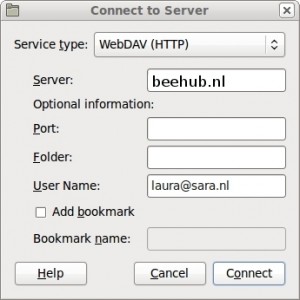 Connect to Server
Service type: WebDAV (HTTP)
Server: beehub.nl
Optional information:
Port:
Folder:
User Name: laura@sara.nl
Add bookmark
Bookmark name:
Help Cancel Connect